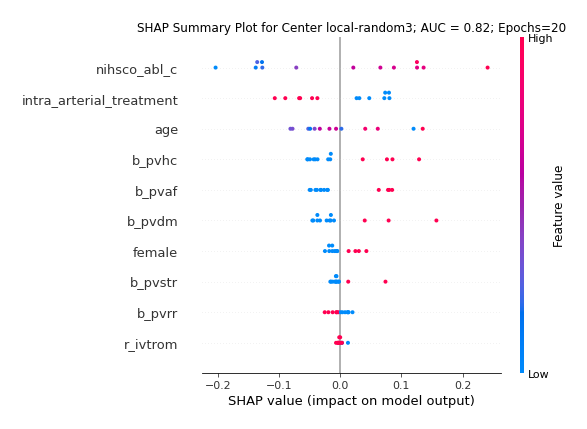 SHAP Summary Plot for Center local-random3; AUC = 0.82; Epochs=20
High
nihsco_abl_c
intra_arterial_treatment
age
b_pvhc
b_pvaf
b_pvdm
female
b_pvstr
b_pvrr
r_ivtrom
Feature value
Low
−0.2 −0.1 0.0 0.1 0.2
SHAP value (impact on model output)